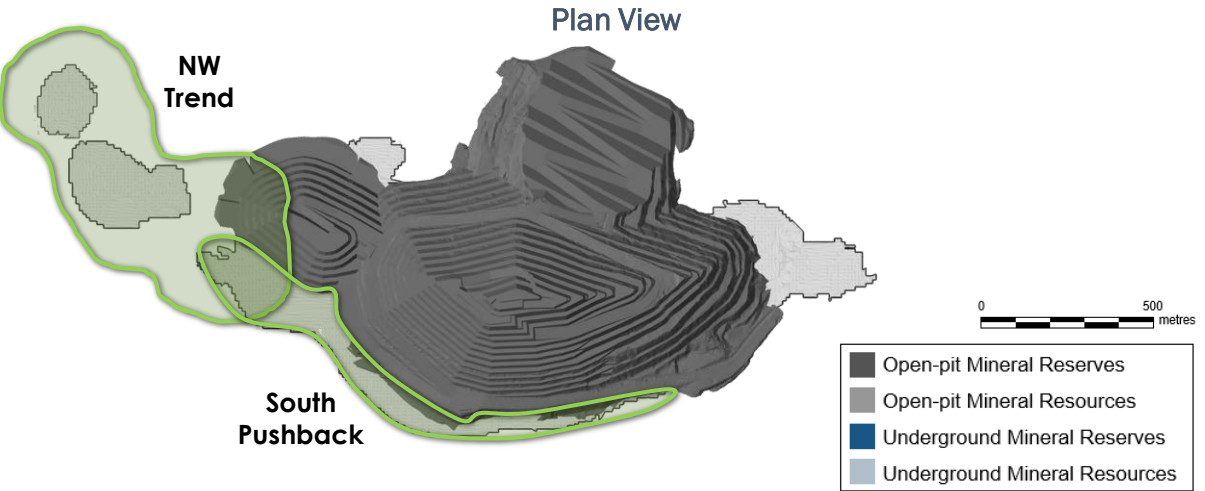 Plan View
NW
Trend
South
Pushback
0 500
metres
Open-pit Mineral Reserves
Open-pit Mineral Resources
Underground Mineral Reserves
Underground Mineral Resources